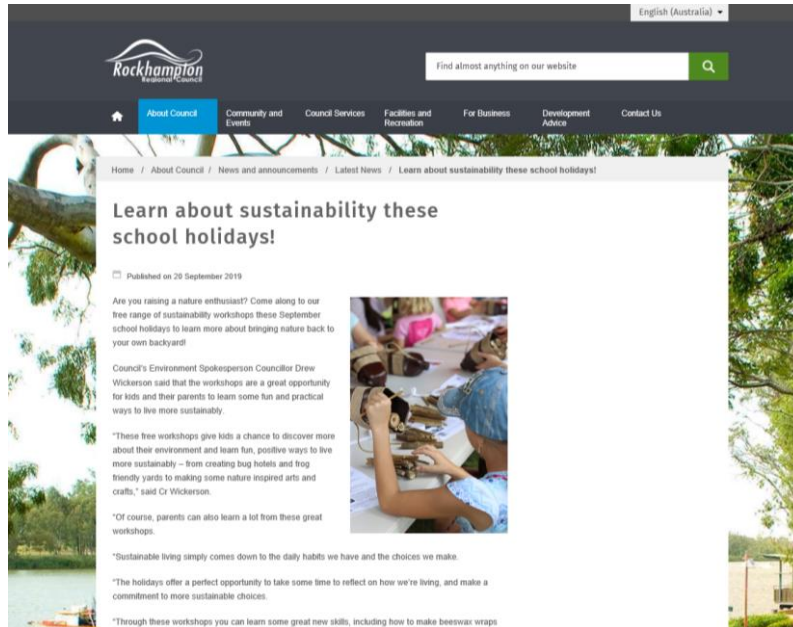 English (Australia)
Rockhampton
Regional Council
Find almost anything on our website
About Council
Community and
Events
Council Services
Facilities and
Recreation
For Business
Development
Advice
Contact Us
Home / About Council / News and announcements / Latest News / Learn about sustainability these school holidays!
Learn about sustainability these
school holidays!
Published on 20 September 2019
Are you raising a nature enthusiast? Come along to our
free range of sustainability workshops these September
school holidays to learn more about bringing nature back to
your own backyard!
Council's Environment Spokesperson Councillor Drew
Wickerson said that the workshops are a great opportunity
for kids and their parents to learn some fun and practical
ways to live more sustainably.
"These free workshops give kids a chance to discover more
about their environment and learn fun, positive ways to live
more sustainably – from creating bug hotels and frog
friendly yards to making some nature inspired arts and
crafts," said Cr Wickerson.
"Of course, parents can also learn a lot from these great
workshops.
"Sustainable living simply comes down to the daily habits we have and the choices we make.
"The holidays offer a perfect opportunity to take some time to reflect on how we're living, and make a
commitment to more sustainable choices.
"Through these workshops you can learn some great new skills, including how to make beeswax wraps